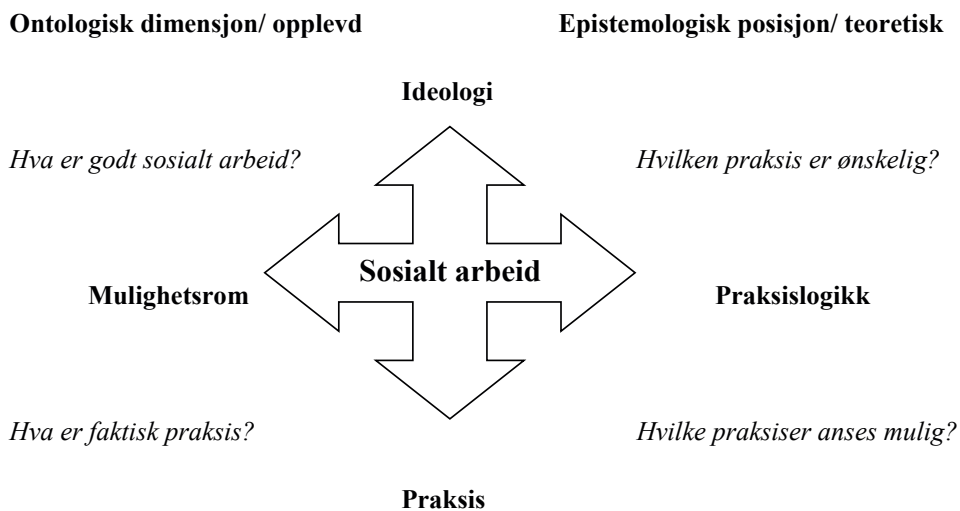 Ontologisk dimensjon/ opplevd
Epistemologisk posisjon/ teoretisk
Ideologi
Hva er godt sosialt arbeid?
Hvilken praksis er ønskelig?
Sosialt arbeid
Mulighetsrom
Praksislogikk
Hva er faktisk praksis?
Hvilke praksiser anses mulig?
Praksis